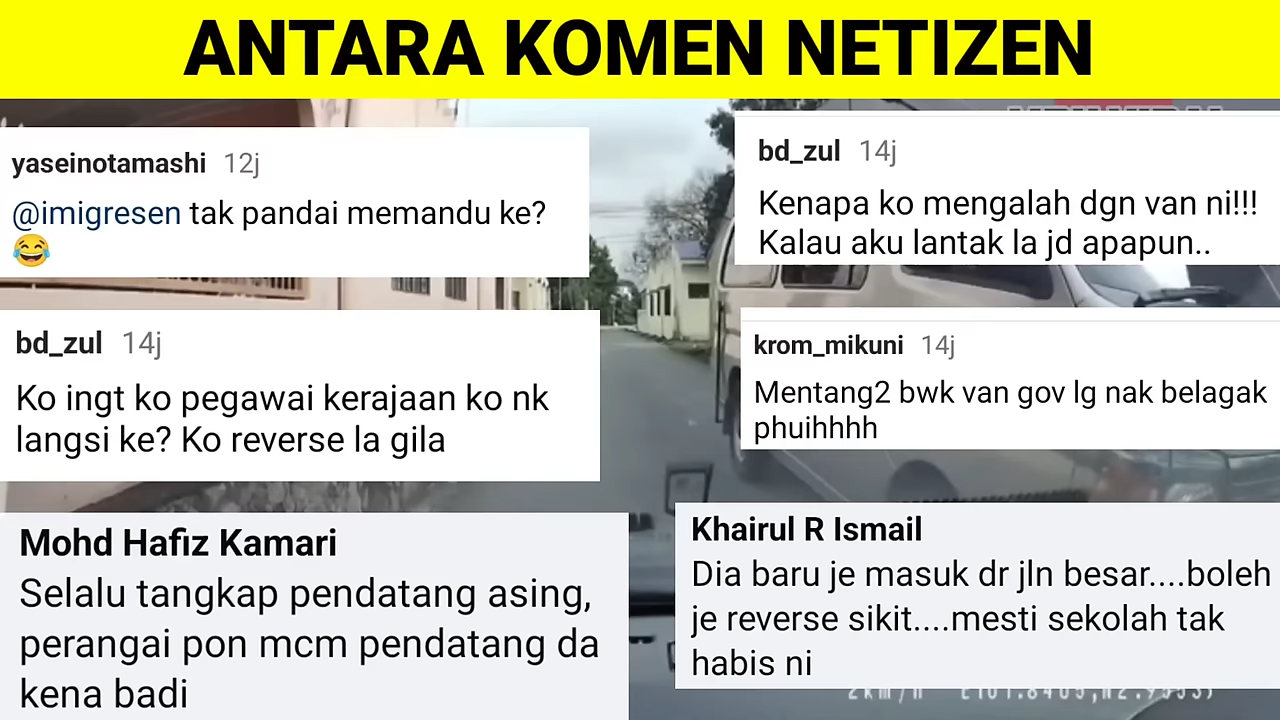 ANTARA KOMEN NETIZEN
yaseinotamashi 12j
@imigresen tak pandai memandu ke?
😂
bd_zul 14j
Ko ingt ko pegawai kerajaan ko nk
langsi ke? Ko reverse la gila
Mohd Hafiz Kamari
Selalu tangkap pendatang asing,
perangai pon mcm pendatang da
kena badi
bd_zul 14j
Kenapa ko mengalah dgn van ni!!!
Kalau aku lantak la jd apapun..
krom_mikuni 14j
Mentang2 bwk van gov lg nak belagak
phuihhhh
Khairul R Ismail
Dia baru je masuk dr jln besar....boleh
je reverse sikit....mesti sekolah tak
habis ni
2km/h